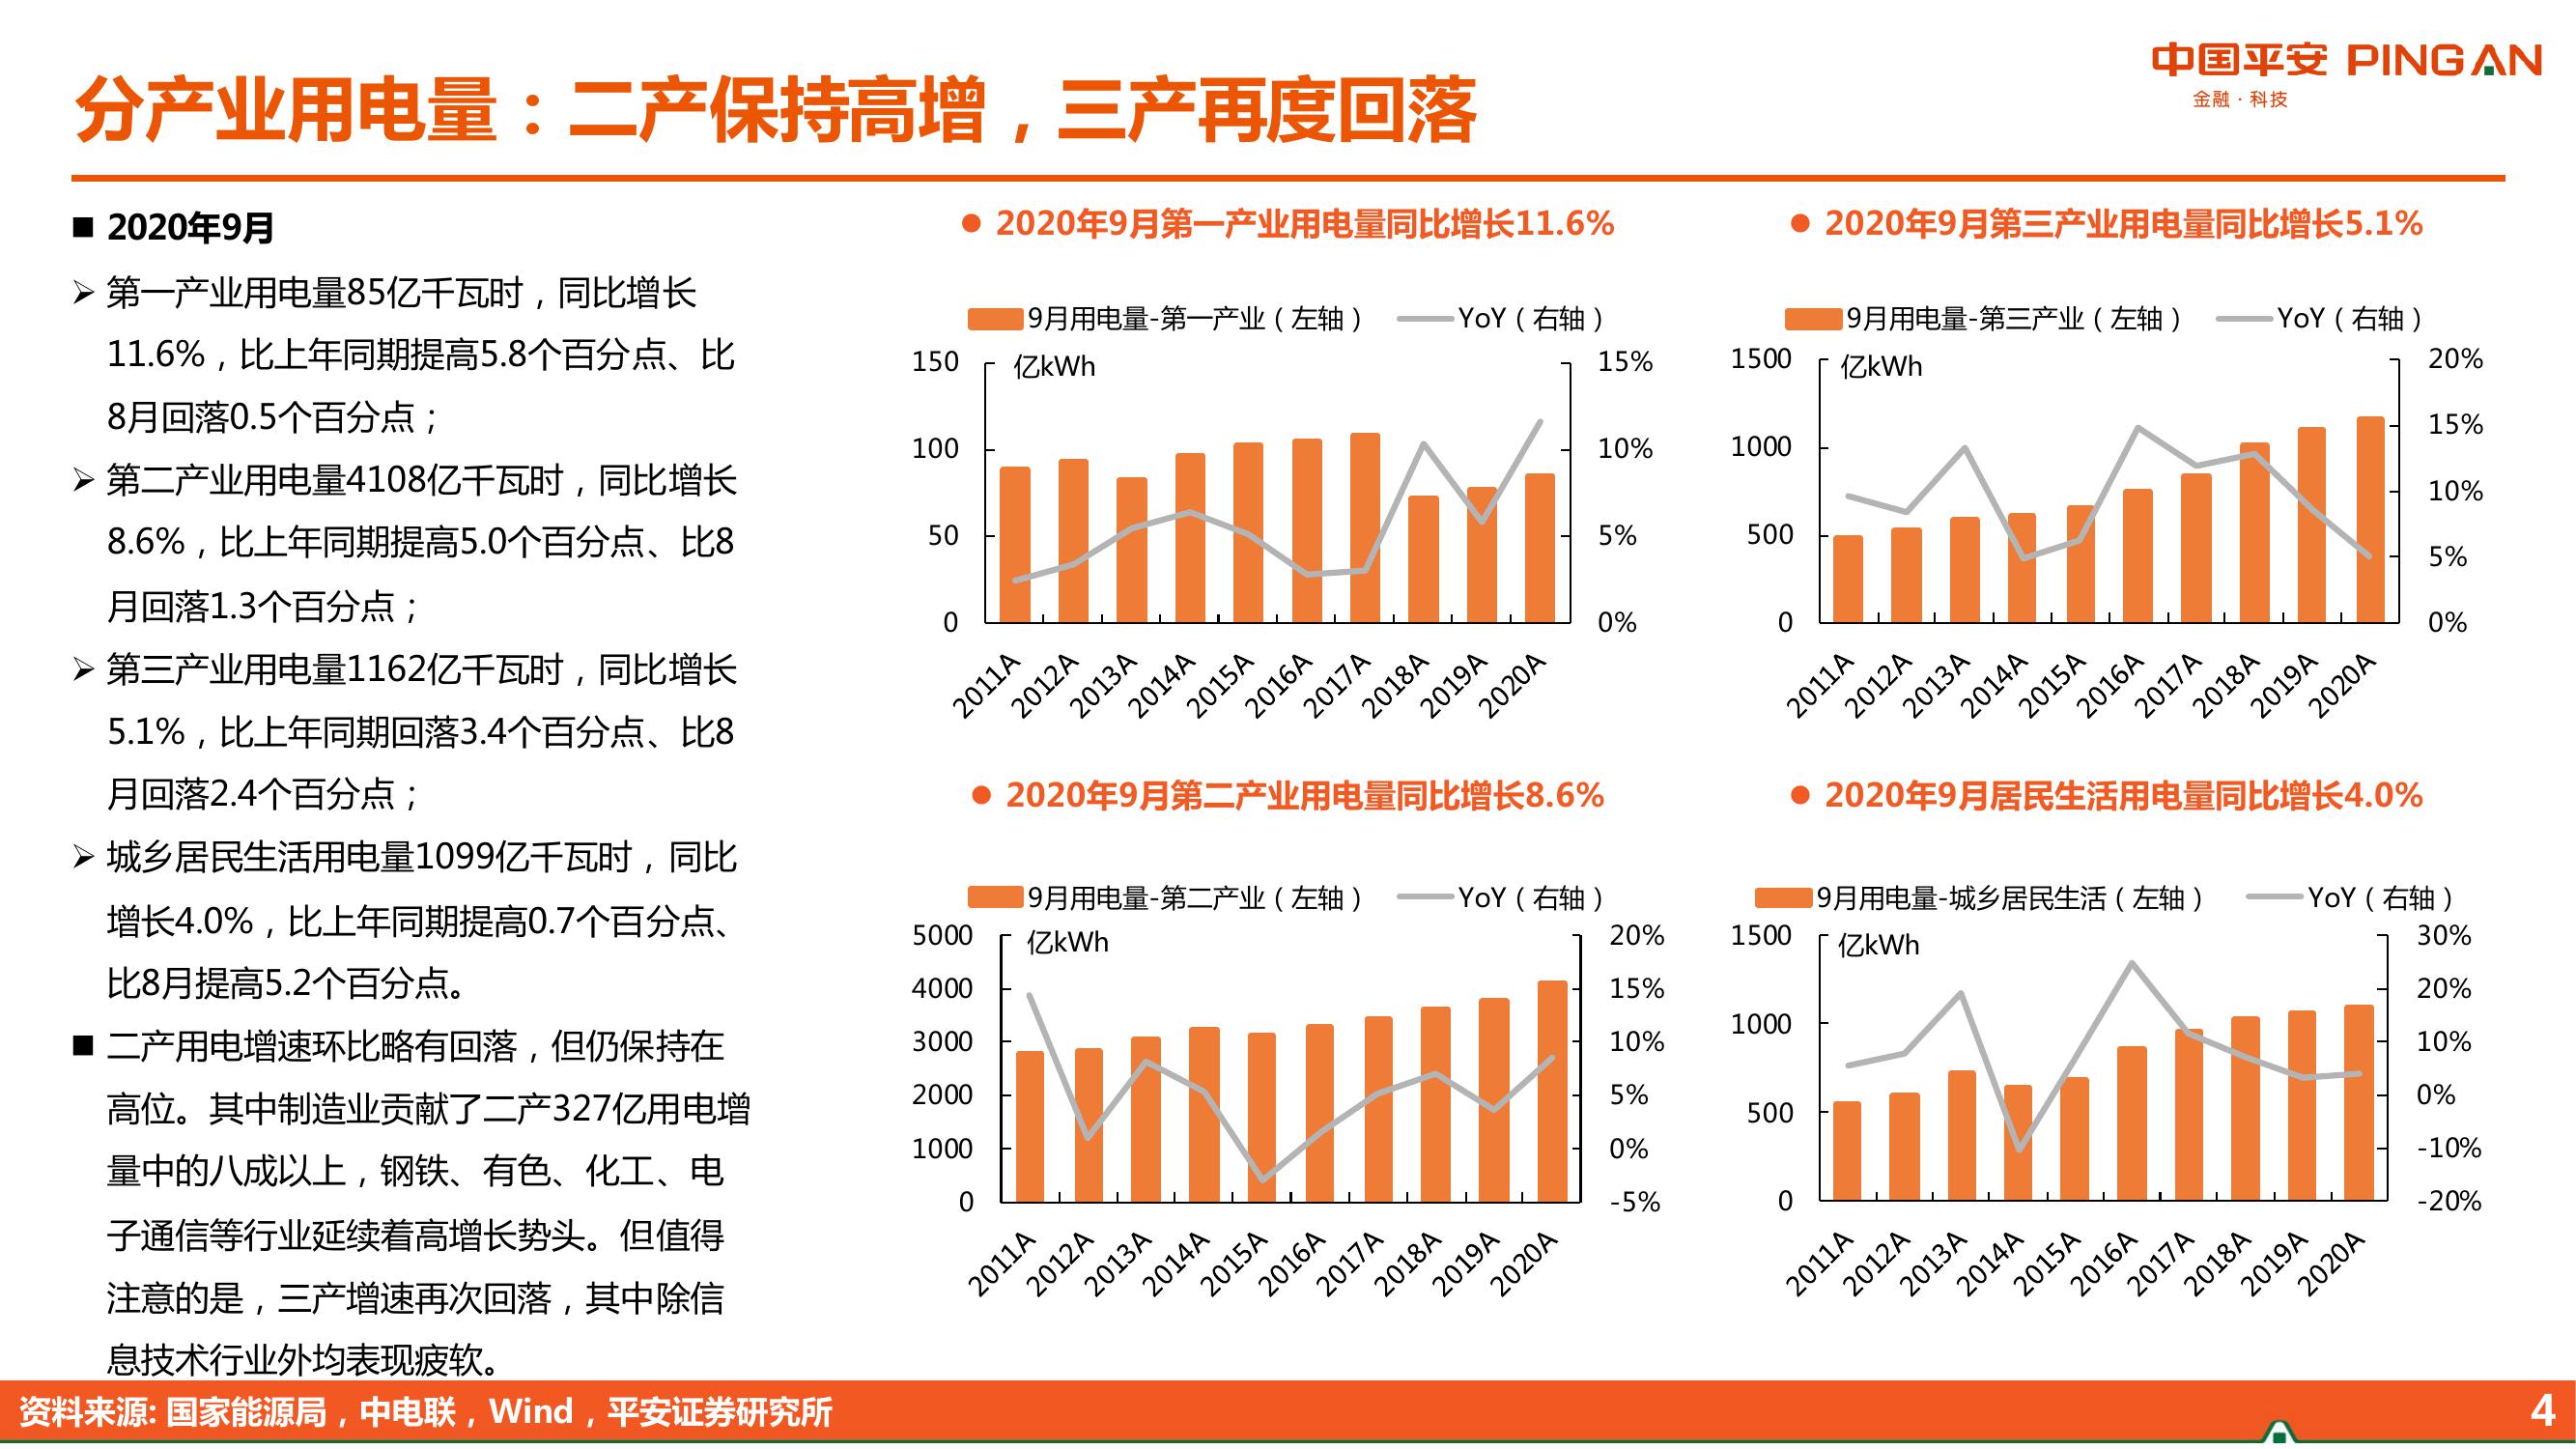 中国平安 PINGAN
金融·科技
分产业用电量：二产保持高增，三产再度回落
■ 2020年9月
➢ 第一产业用电量85亿千瓦时，同比增长
11.6%，比上年同期提高5.8个百分点、比
8月回落0.5个百分点；
➢ 第二产业用电量4108亿千瓦时，同比增长
8.6%，比上年同期提高5.0个百分点、比8
月回落1.3个百分点；
➢ 第三产业用电量1162亿千瓦时，同比增长
5.1%，比上年同期回落3.4个百分点、比8
月回落2.4个百分点；
➢ 城乡居民生活用电量1099亿千瓦时，同比
增长4.0%，比上年同期提高0.7个百分点、
比8月提高5.2个百分点。
■ 二产用电增速环比略有回落，但仍保持在
高位。其中制造业贡献了二产327亿用电增
量中的八成以上，钢铁、有色、化工、电
子通信等行业延续着高增长势头。但值得
注意的是，三产增速再次回落，其中除信
息技术行业外均表现疲软。
● 2020年9月第一产业用电量同比增长11.6%
9月用电量-第一产业（左轴） YoY（右轴）
亿kWh
150
100
50
0
15%
10%
5%
0%
2011A 2012A 2013A 2014A 2015A 2016A 2017A 2018A 2019A 2020A
● 2020年9月第三产业用电量同比增长5.1%
9月用电量-第三产业（左轴） YoY（右轴）
亿kWh
1500
1000
500
0
20%
15%
10%
5%
0%
2011A 2012A 2013A 2014A 2015A 2016A 2017A 2018A 2019A 2020A
● 2020年9月第二产业用电量同比增长8.6%
9月用电量-第二产业（左轴） YoY（右轴）
亿kWh
5000
4000
3000
2000
1000
0
20%
15%
10%
5%
0%
-5%
2011A 2012A 2013A 2014A 2015A 2016A 2017A 2018A 2019A 2020A
● 2020年9月居民生活用电量同比增长4.0%
9月用电量-城乡居民生活（左轴） YoY（右轴）
亿kWh
1500
1000
500
0
30%
20%
10%
0%
-10%
-20%
2011A 2012A 2013A 2014A 2015A 2016A 2017A 2018A 2019A 2020A
资料来源: 国家能源局，中电联，Wind，平安证券研究所
4